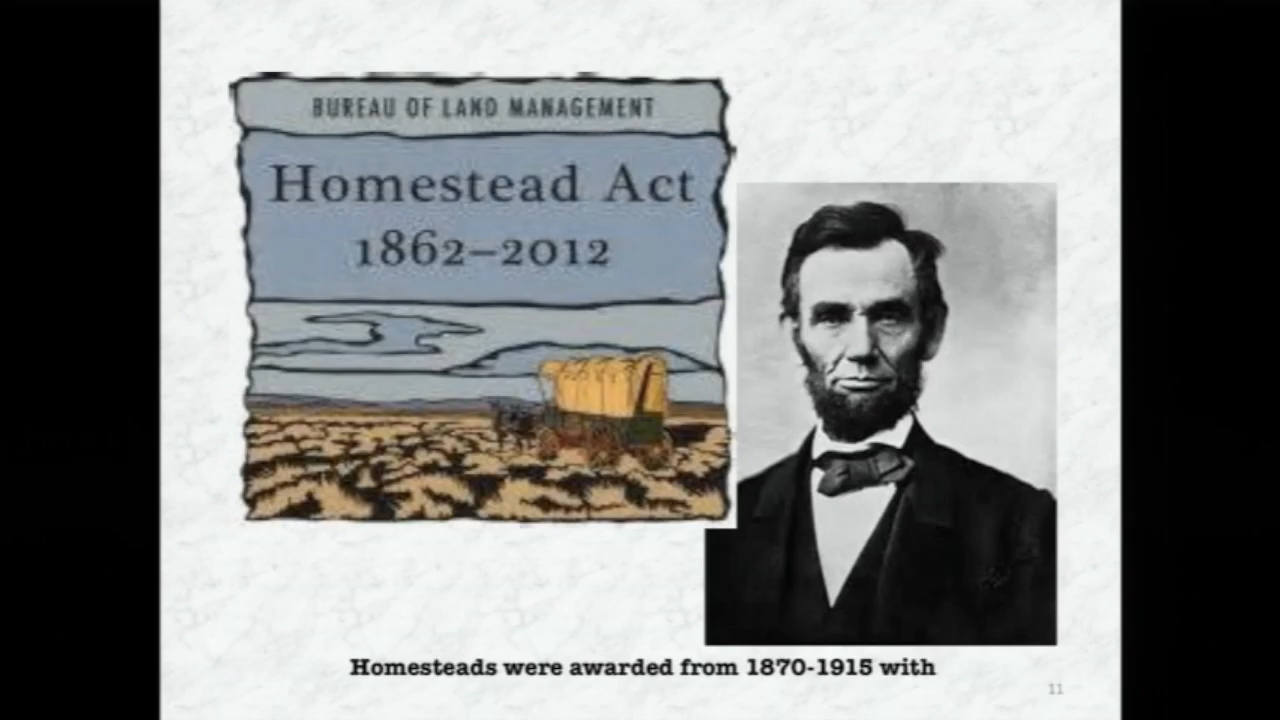 BUREAU OF LAND MANAGEMENT
Homestead Act
1862–2012
Homesteads were awarded from 1870-1915 with
11